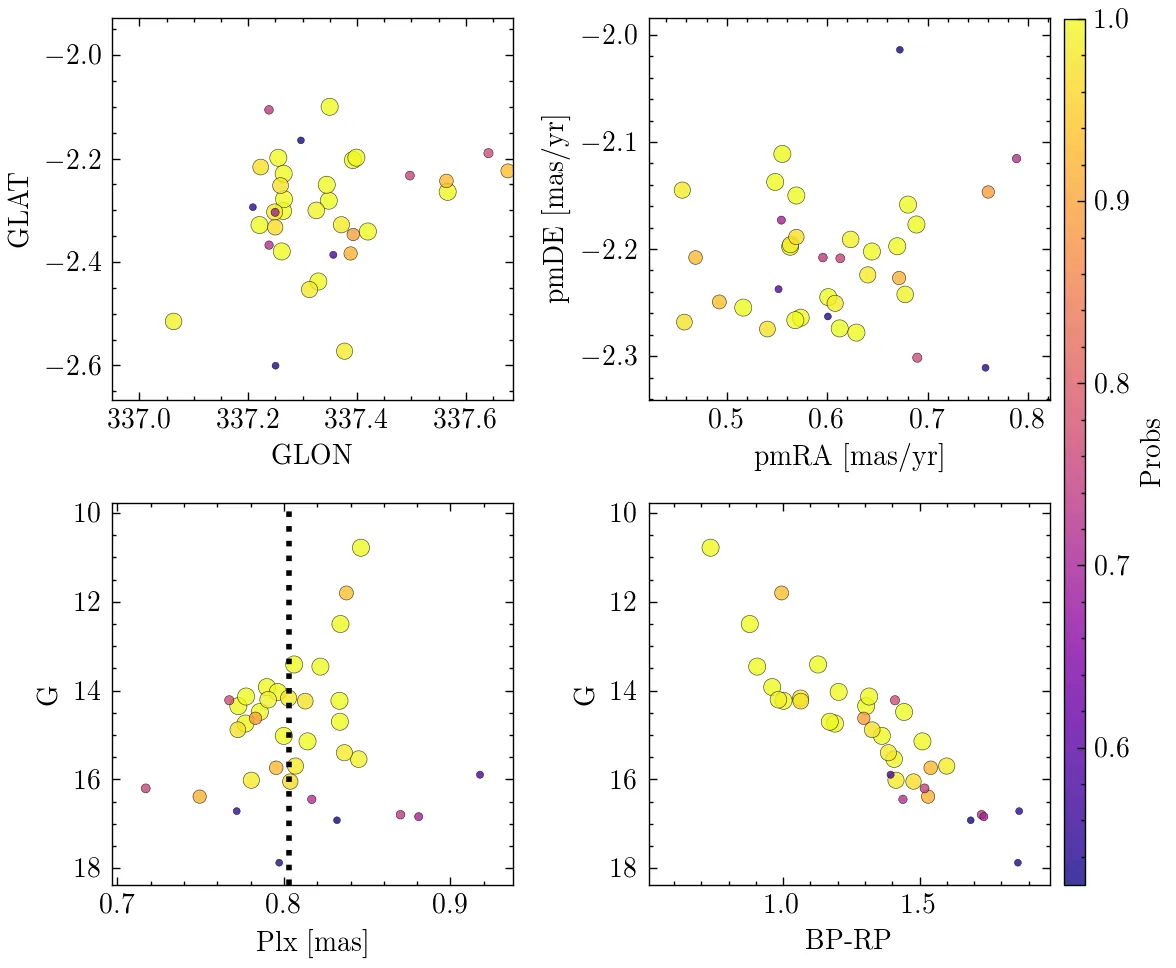 −2.0
−2.2
−2.4
−2.6
GLAT
337.0 337.2 337.4 337.6
GLON
−2.0
−2.1
−2.2
−2.3
pmDE [mas/yr]
0.5 0.6 0.7 0.8
pmRA [mas/yr]
10
12
14
16
18
G
0.7 0.8 0.9
Plx [mas]
10
12
14
16
18
G
1.0 1.5
BP-RP
1.0
0.9
0.8
0.7
0.6
Probs